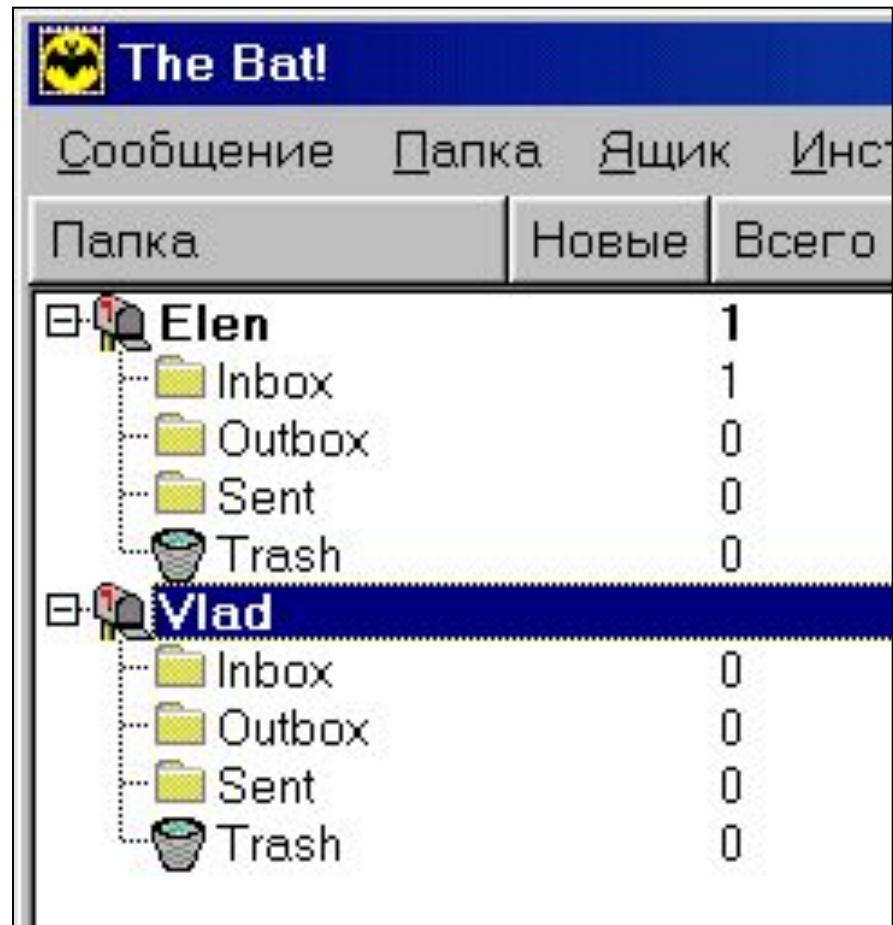 The Bat!
Сообщение Папка Ящик Инст
Папка Новые Всего
Elen 1
Inbox 1
Outbox 0
Sent 0
Trash 0
Vlad
Inbox 0
Outbox 0
Sent 0
Trash 0